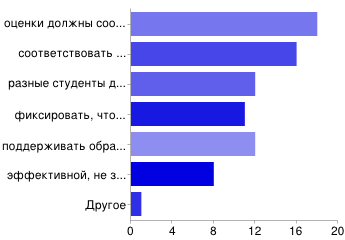 оценки должны соо...
соответствовать ...
разные студенты д...
фиксировать, что...
поддерживать обра...
эффективной, не з...
Другое
0 4 8 12 16 20